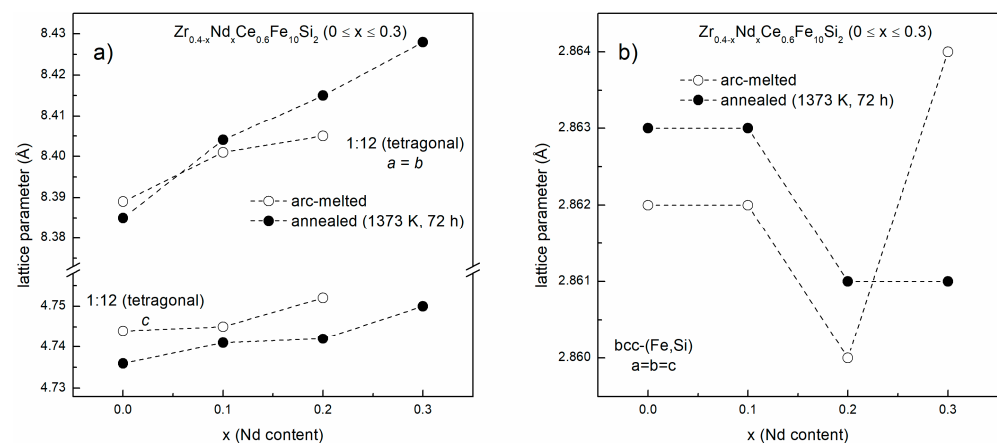 Zr0.4-xNdxCe0.6Fe10Si2 (0 ≤ x ≤ 0.3)
a)
1:12 (tetragonal)
a = b
arc-melted
annealed (1373 K, 72 h)
1:12 (tetragonal)
c
lattice parameter (Å)
8.43
8.42
8.41
8.40
8.39
8.38
4.75
4.74
4.73
0.0 0.1 0.2 0.3
x (Nd content)
Zr0.4-xNdxCe0.6Fe10Si2 (0 ≤ x ≤ 0.3)
b)
arc-melted
annealed (1373 K, 72 h)
bcc-(Fe,Si)
a=b=c
lattice parameter (Å)
2.864
2.863
2.862
2.861
2.860
0.0 0.1 0.2 0.3
x (Nd content)